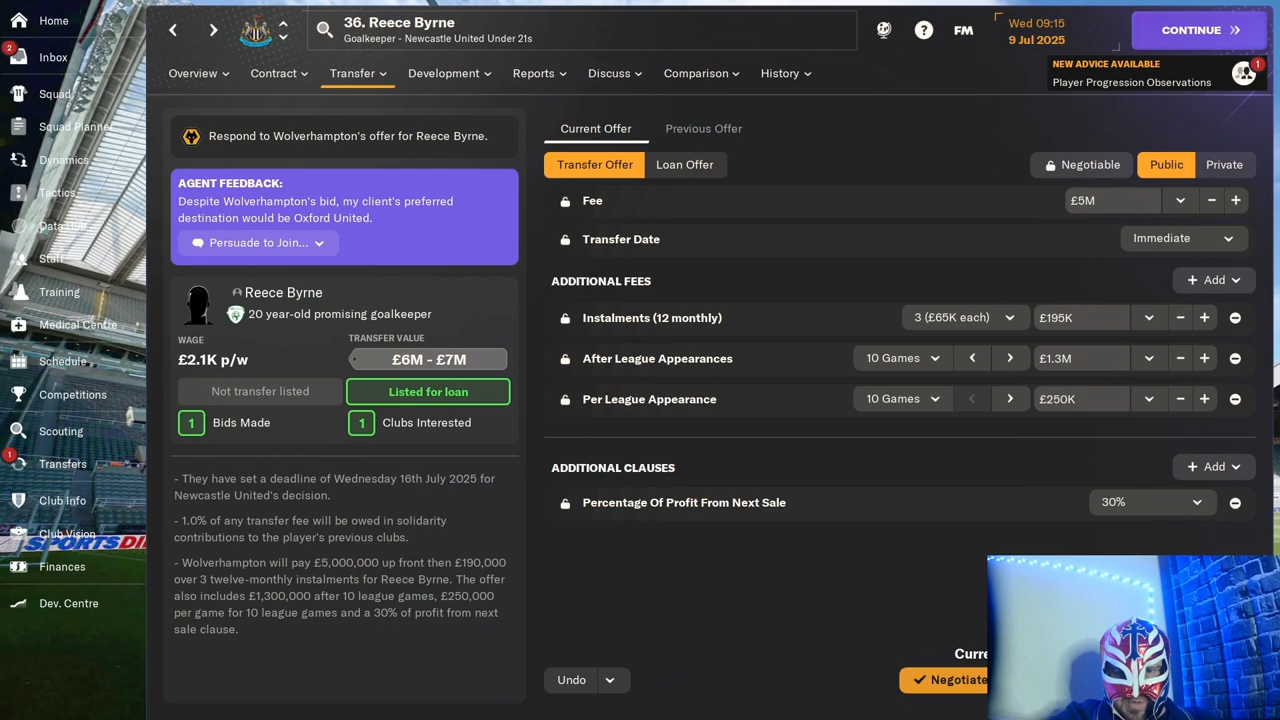 Home
2
Inbox
Squad
Squad Planner
Dynamics
Tactics
Staff
Training
Medical Centre
Schedule
Competitions
Scouting
1
Transfers
Club Info
Club Vision
SPORTS
Finances
Dev. Centre
36. Reece Byrne
Goalkeeper - Newcastle United Under 21s
?
FM
Wed 09:15
9 Jul 2025
CONTINUE
Overview
Contract
Transfer
Development
Reports
Discuss
Comparison
History
NEW ADVICE AVAILABLE
Player Progression Observations
1
Respond to Wolverhampton's offer for Reece Byrne.
AGENT FEEDBACK:
Despite Wolverhampton's bid, my client's preferred
destination would be Oxford United.
Persuade to Join...
Reece Byrne
20 year-old promising goalkeeper
WAGE
TRANSFER VALUE
£2.1K p/w
£6M - £7M
Not transfer listed
Listed for loan
1 Bids Made
1 Clubs Interested
- They have set a deadline of Wednesday 16th July 2025 for
Newcastle United's decision.
- 1.0% of any transfer fee will be owed in solidarity
contributions to the player's previous clubs.
- Wolverhampton will pay £5,000,000 up front then £190,000
over 3 twelve-monthly instalments for Reece Byrne. The offer
also includes £1,300,000 after 10 league games, £250,000
per game for 10 league games and a 30% of profit from next
sale clause.
Current Offer
Previous Offer
Transfer Offer
Loan Offer
Negotiable
Public
Private
Fee
£5M
Transfer Date
Immediate
ADDITIONAL FEES
Add
Instalments (12 monthly)
3 (£65K each)
£195K
After League Appearances
10 Games
£1.3M
Per League Appearance
10 Games
£250K
ADDITIONAL CLAUSES
Add
Percentage Of Profit From Next Sale
30%
Undo
Negotiate